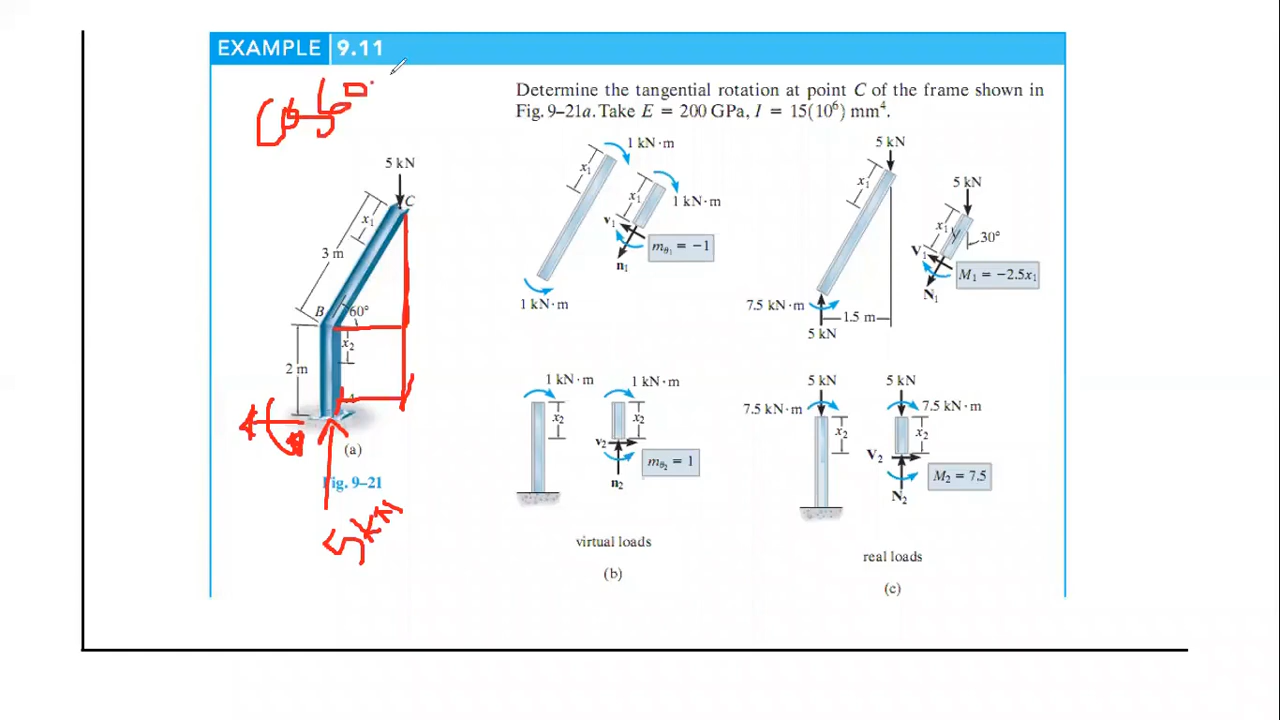 EXAMPLE 9.11
Cos60°
Determine the tangential rotation at point C of the frame shown in
Fig. 9–21a. Take E = 200 GPa, I = 15(10⁶) mm⁴.
5 kN
C
x₁
3 m
B
60°
x₂
2 m
(a)
Fig. 9–21
5kN
1 kN·m
x₁
1 kN·m
x₁
1 kN·m
v₁
n₁
mθ₁ = −1
1 kN·m
1 kN·m
x₂
x₂
v₂
n₂
mθ₂ = 1
virtual loads
(b)
5 kN
x₁
7.5 kN·m
1.5 m
5 kN
5 kN
x₁
30°
V₁
N₁
M₁ = −2.5x₁
5 kN
7.5 kN·m
x₂
5 kN
7.5 kN·m
x₂
V₂
N₂
M₂ = 7.5
real loads
(c)